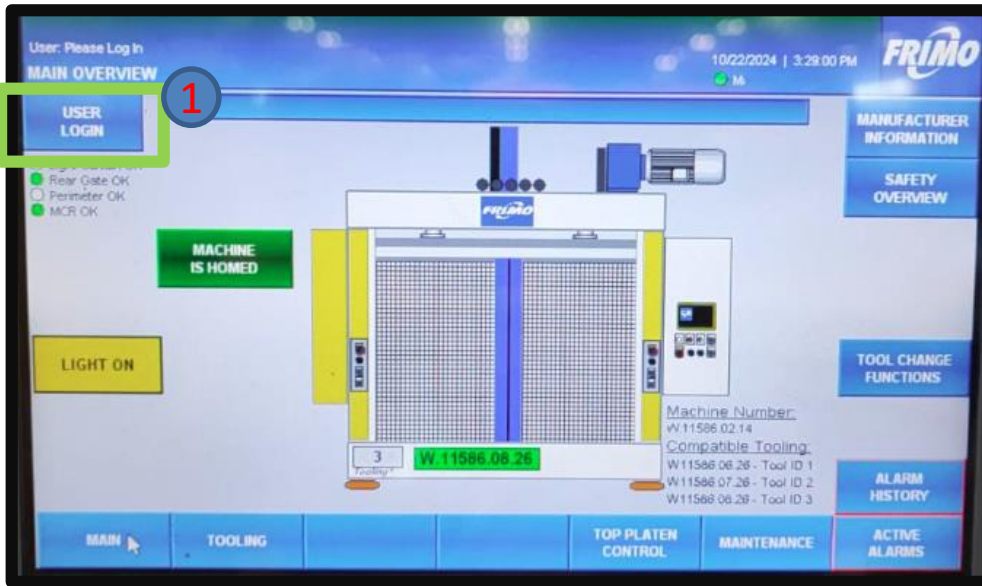 User: Please Log In
MAIN OVERVIEW
10/22/2024 | 3:29:00 PM
FRIMO
1
USER
LOGIN
MANUFACTURER
INFORMATION
Rear Gate OK
Perimeter OK
MCR OK
SAFETY
OVERVIEW
FRIMO
MACHINE
IS HOMED
LIGHT ON
TOOL CHANGE
FUNCTIONS
Machine Number:
W.11586.02.14
Compatible Tooling:
3
W.11586.08.26
W11586.06.26 - Tool ID 1
W11586.07.26 - Tool ID 2
W11586.08.26 - Tool ID 3
ALARM
HISTORY
MAIN
TOOLING
TOP PLATEN
CONTROL
MAINTENANCE
ACTIVE
ALARMS